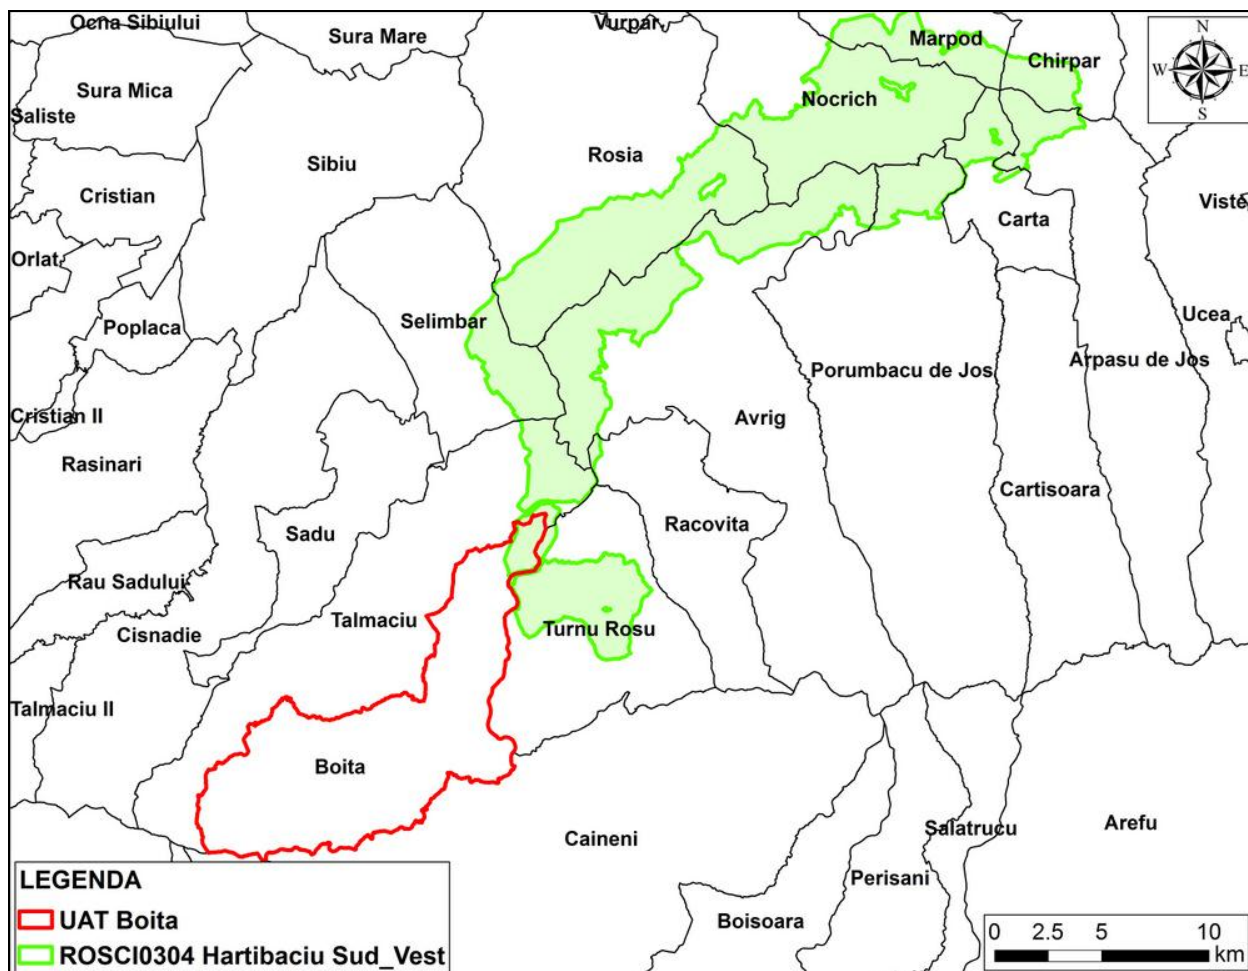 Ocna Sibiului
Sura Mare
Vurpar
Marpod
Chirpar
N
W
E
S
Sura Mica
Nocrich
Saliste
Rosia
Sibiu
Cristian
Viste
Carta
Orlat
Poplaca
Selimbar
Ucea
Arpasu de Jos
Porumbacu de Jos
Cristian II
Avrig
Rasinari
Cartisoara
Sadu
Racovita
Rau Sadului
Talmaciu
Cisnadie
Turnu Rosu
Talmaciu II
Boita
Salatrucu
Arefu
Caineni
Perisani
Boisoara
LEGENDA
UAT Boita
ROSCI0304 Hartibaciu Sud_Vest
0 2.5 5 10
km